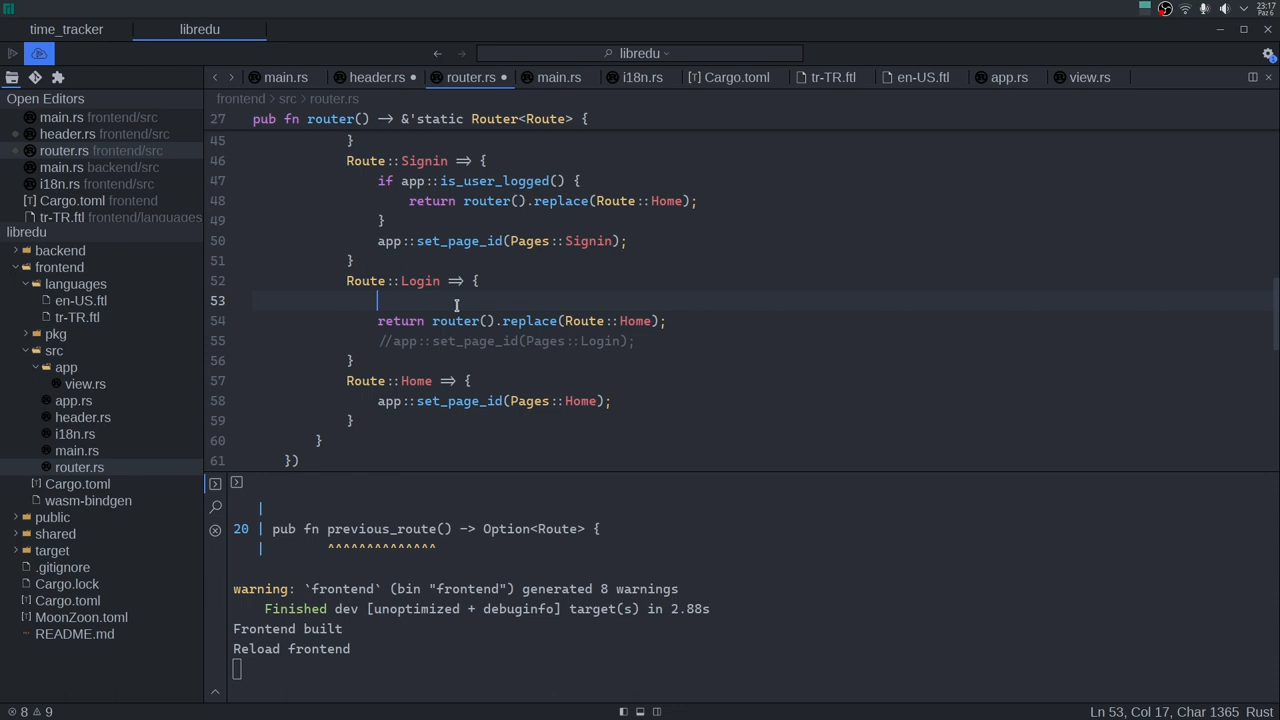 23:17
Paz 6
time_tracker
libredu
libredu
main.rs
header.rs
router.rs
main.rs
i18n.rs
Cargo.toml
tr-TR.ftl
en-US.ftl
app.rs
view.rs
Open Editors
main.rs frontend/src
header.rs frontend/src
router.rs frontend/src
main.rs backend/src
i18n.rs frontend/src
Cargo.toml frontend
tr-TR.ftl frontend/languages
libredu
backend
frontend
languages
en-US.ftl
tr-TR.ftl
pkg
src
app
view.rs
app.rs
header.rs
i18n.rs
main.rs
router.rs
Cargo.toml
wasm-bindgen
public
shared
target
.gitignore
Cargo.lock
Cargo.toml
MoonZoon.toml
README.md
frontend › src › router.rs
27 pub fn router() -> &'static Router<Route> {
45 }
46 Route::Signin => {
47 if app::is_user_logged() {
48 return router().replace(Route::Home);
49 }
50 app::set_page_id(Pages::Signin);
51 }
52 Route::Login => {
53
54 return router().replace(Route::Home);
55 //app::set_page_id(Pages::Login);
56 }
57 Route::Home => {
58 app::set_page_id(Pages::Home);
59 }
60 }
61 })
|
20 | pub fn previous_route() -> Option<Route> {
| ^^^^^^^^^^^^^^
warning: `frontend` (bin "frontend") generated 8 warnings
Finished dev [unoptimized + debuginfo] target(s) in 2.88s
Frontend built
Reload frontend
8 9
Ln 53, Col 17, Char 1365 Rust